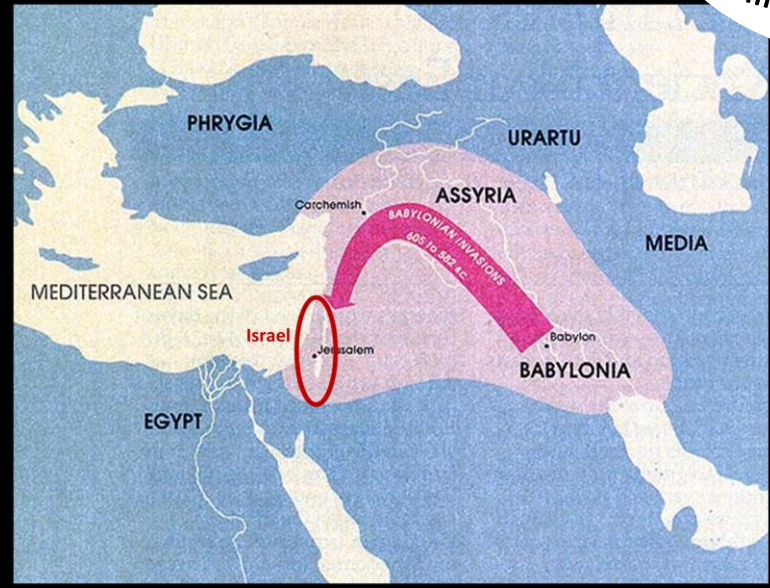 PHRYGIA
URARTU
Carchemish
ASSYRIA
BABYLONIAN INVASIONS
605 to 582 B.C.
MEDIA
MEDITERRANEAN SEA
Israel
Jerusalem
Babylon
BABYLONIA
EGYPT